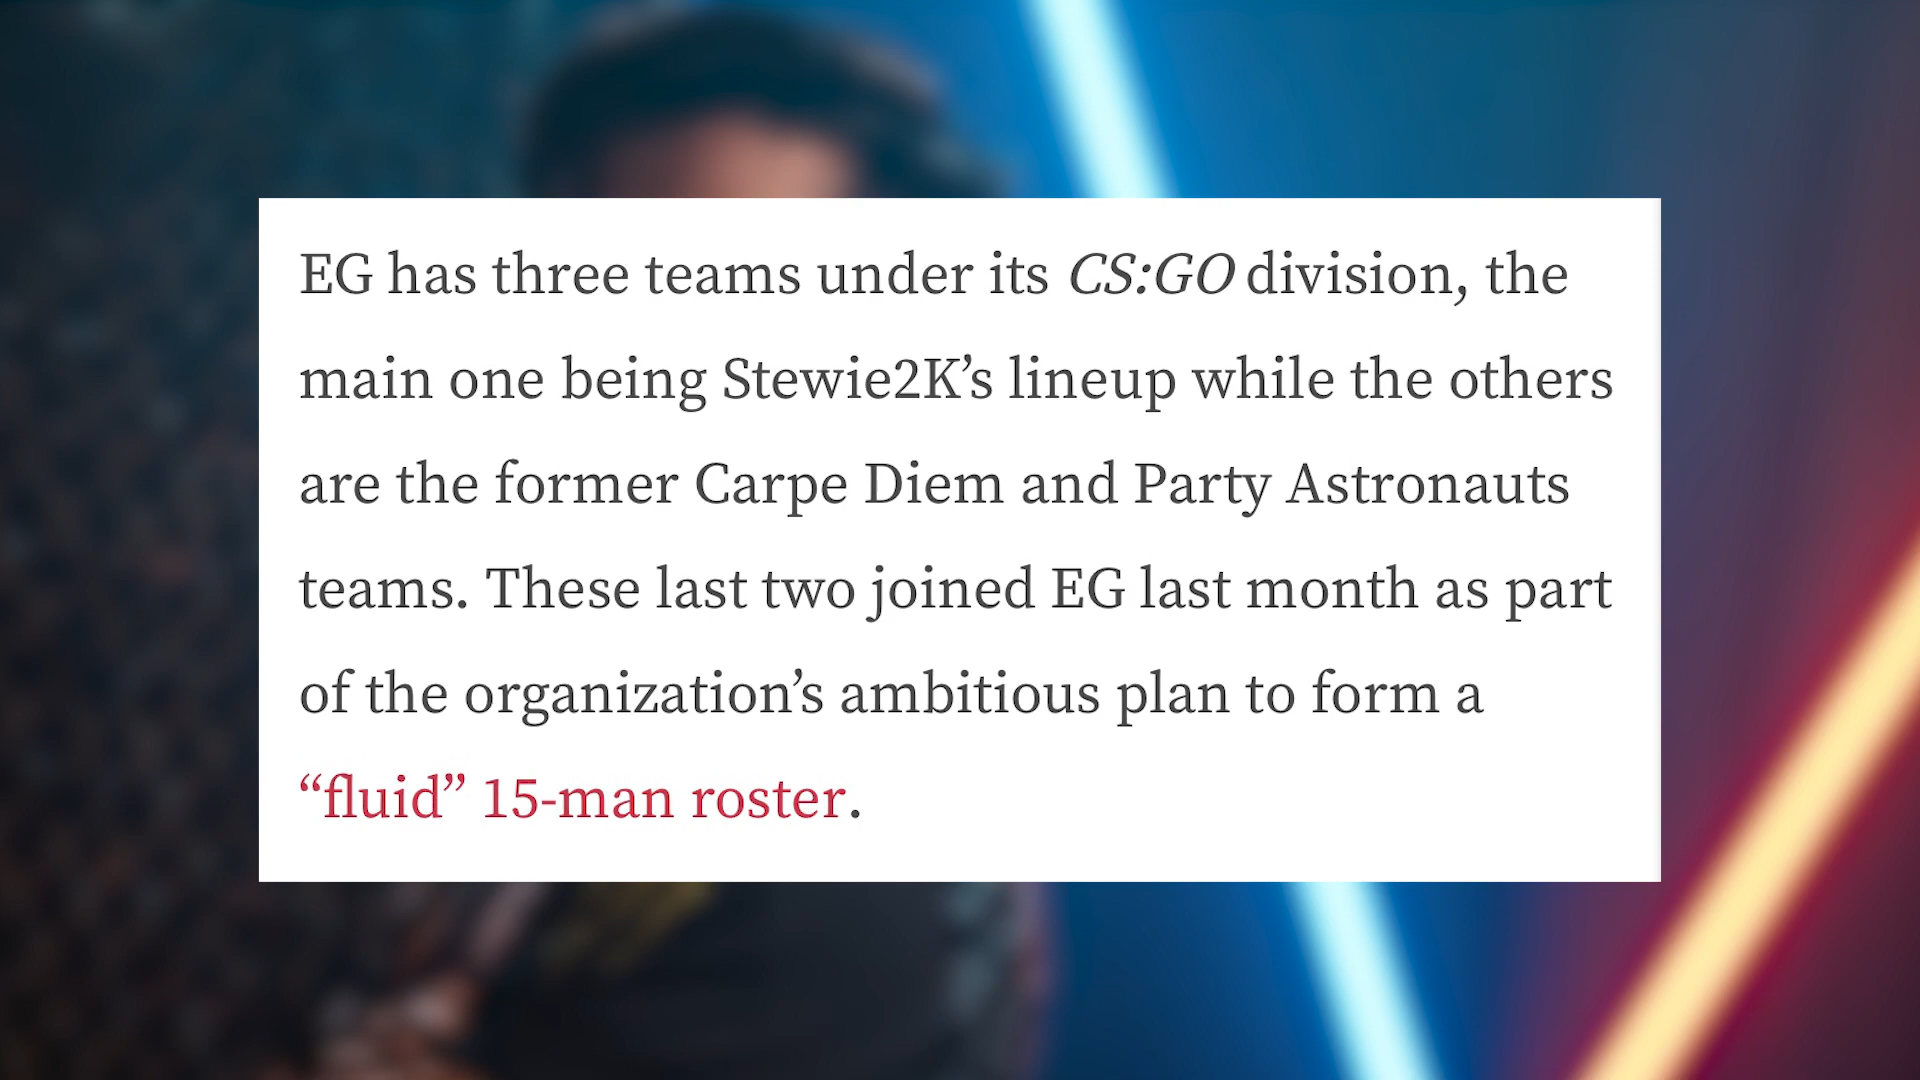 EG has three teams under its CS:GO division, the
main one being Stewie2K’s lineup while the others
are the former Carpe Diem and Party Astronauts
teams. These last two joined EG last month as part
of the organization’s ambitious plan to form a
“fluid” 15-man roster.